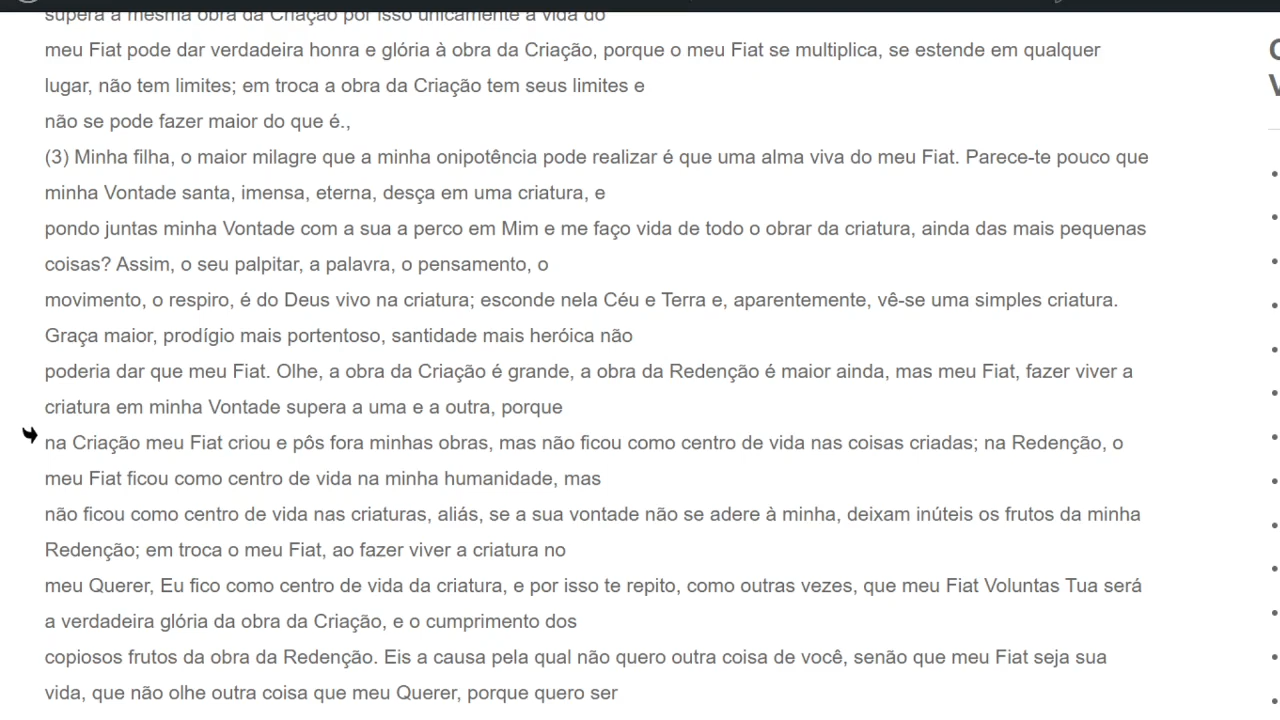 supera a mesma obra da Criação por isso unicamente a vida do
meu Fiat pode dar verdadeira honra e glória à obra da Criação, porque o meu Fiat se multiplica, se estende em qualquer
lugar, não tem limites; em troca a obra da Criação tem seus limites e
não se pode fazer maior do que é.,
(3) Minha filha, o maior milagre que a minha onipotência pode realizar é que uma alma viva do meu Fiat. Parece-te pouco que
minha Vontade santa, imensa, eterna, desça em uma criatura, e
pondo juntas minha Vontade com a sua a perco em Mim e me faço vida de todo o obrar da criatura, ainda das mais pequenas
coisas? Assim, o seu palpitar, a palavra, o pensamento, o
movimento, o respiro, é do Deus vivo na criatura; esconde nela Céu e Terra e, aparentemente, vê-se uma simples criatura.
Graça maior, prodígio mais portentoso, santidade mais heróica não
poderia dar que meu Fiat. Olhe, a obra da Criação é grande, a obra da Redenção é maior ainda, mas meu Fiat, fazer viver a
criatura em minha Vontade supera a uma e a outra, porque
na Criação meu Fiat criou e pôs fora minhas obras, mas não ficou como centro de vida nas coisas criadas; na Redenção, o
meu Fiat ficou como centro de vida na minha humanidade, mas
não ficou como centro de vida nas criaturas, aliás, se a sua vontade não se adere à minha, deixam inúteis os frutos da minha
Redenção; em troca o meu Fiat, ao fazer viver a criatura no
meu Querer, Eu fico como centro de vida da criatura, e por isso te repito, como outras vezes, que meu Fiat Voluntas Tua será
a verdadeira glória da obra da Criação, e o cumprimento dos
copiosos frutos da obra da Redenção. Eis a causa pela qual não quero outra coisa de você, senão que meu Fiat seja sua
vida, que não olhe outra coisa que meu Querer, porque quero ser